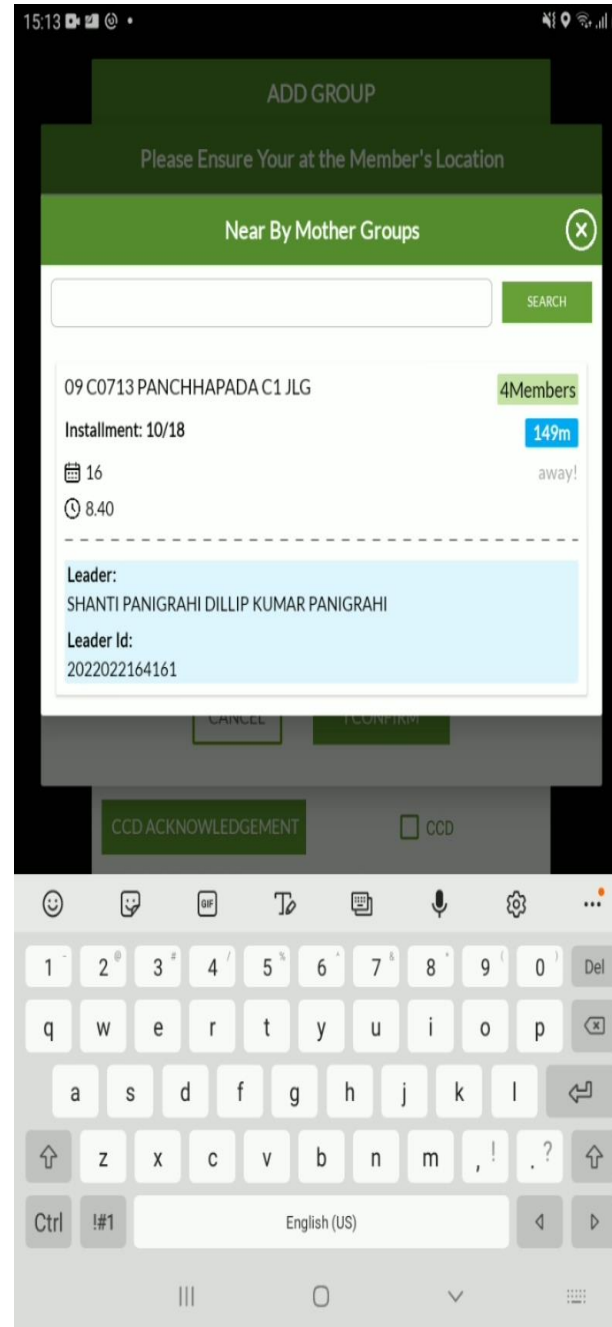 15:13
ADD GROUP
Please Ensure Your at the Member's Location
Near By Mother Groups
SEARCH
09 C0713 PANCHHAPADA C1 JLG
4Members
Installment: 10/18
149m
16
away!
8.40
Leader:
SHANTI PANIGRAHI DILLIP KUMAR PANIGRAHI
Leader Id:
2022022164161
CANCEL I CONFIRM
CCD ACKNOWLEDGEMENT CCD
GIF
1 - 2 @ 3 # 4 / 5 % 6 ^ 7 & 8 * 9 ( 0 ) Del
q w e r t y u i o p
a s d f g h j k l
z x c v b n m , ! . ?
Ctrl !#1 English (US)